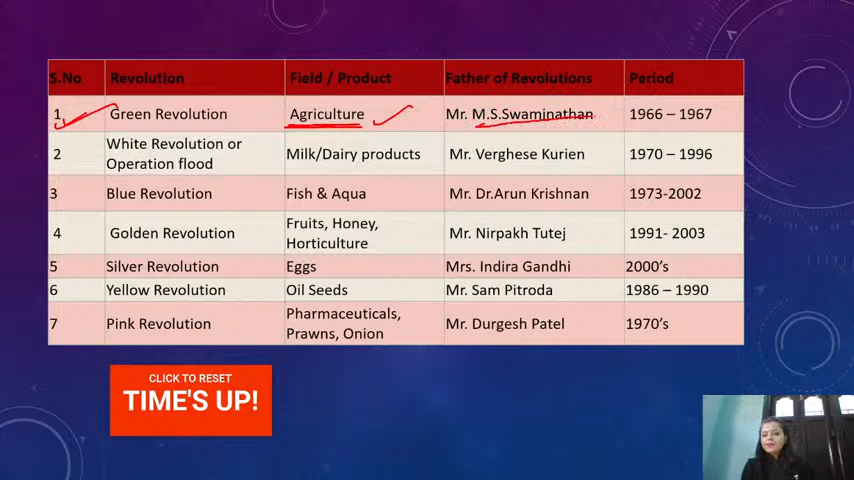 S.No Revolution Field / Product Father of Revolutions Period
1 Green Revolution Agriculture Mr. M.S.Swaminathan 1966 – 1967
2 White Revolution or Operation flood Milk/Dairy products Mr. Verghese Kurien 1970 – 1996
3 Blue Revolution Fish & Aqua Mr. Dr.Arun Krishnan 1973-2002
4 Golden Revolution Fruits, Honey, Horticulture Mr. Nirpakh Tutej 1991- 2003
5 Silver Revolution Eggs Mrs. Indira Gandhi 2000's
6 Yellow Revolution Oil Seeds Mr. Sam Pitroda 1986 – 1990
7 Pink Revolution Pharmaceuticals, Prawns, Onion Mr. Durgesh Patel 1970's
CLICK TO RESET
TIME'S UP!